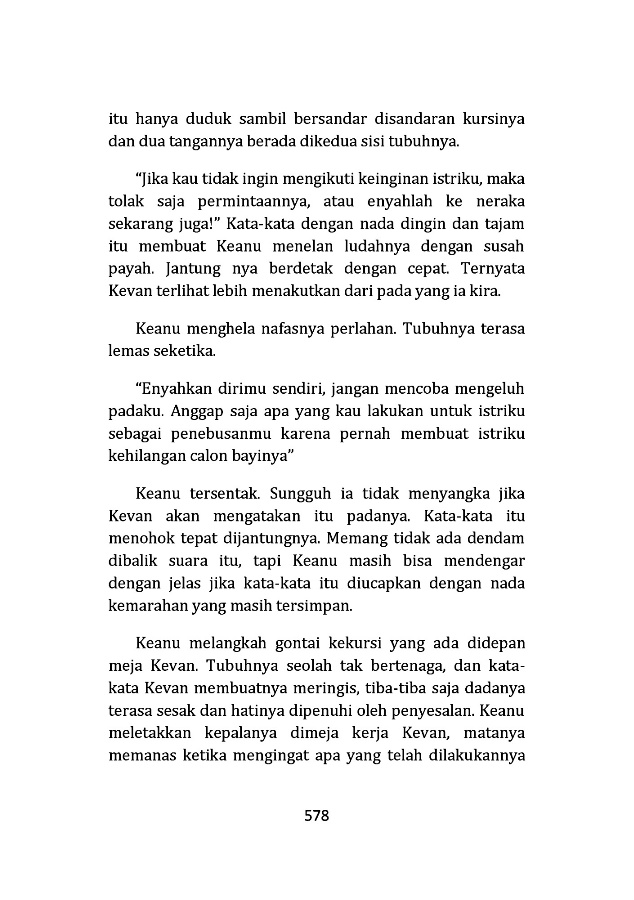 itu hanya duduk sambil bersandar disandaran kursinya
dan dua tangannya berada dikedua sisi tubuhnya.
“Jika kau tidak ingin mengikuti keinginan istriku, maka
tolak saja permintaannya, atau enyahlah ke neraka
sekarang juga!” Kata-kata dengan nada dingin dan tajam
itu membuat Keanu menelan ludahnya dengan susah
payah. Jantung nya berdetak dengan cepat. Ternyata
Kevan terlihat lebih menakutkan dari pada yang ia kira.
Keanu menghela nafasnya perlahan. Tubuhnya terasa
lemas seketika.
“Enyahkan dirimu sendiri, jangan mencoba mengeluh
padaku. Anggap saja apa yang kau lakukan untuk istriku
sebagai penebusanmu karena pernah membuat istriku
kehilangan calon bayinya”
Keanu tersentak. Sungguh ia tidak menyangka jika
Kevan akan mengatakan itu padanya. Kata-kata itu
menohok tepat dijantungnya. Memang tidak ada dendam
dibalik suara itu, tapi Keanu masih bisa mendengar
dengan jelas jika kata-kata itu diucapkan dengan nada
kemarahan yang masih tersimpan.
Keanu melangkah gontai kekursi yang ada didepan
meja Kevan. Tubuhnya seolah tak bertenaga, dan kata-
kata Kevan membuatnya meringis, tiba-tiba saja dadanya
terasa sesak dan hatinya dipenuhi oleh penyesalan. Keanu
meletakkan kepalanya dimeja kerja Kevan, matanya
memanas ketika mengingat apa yang telah dilakukannya
578